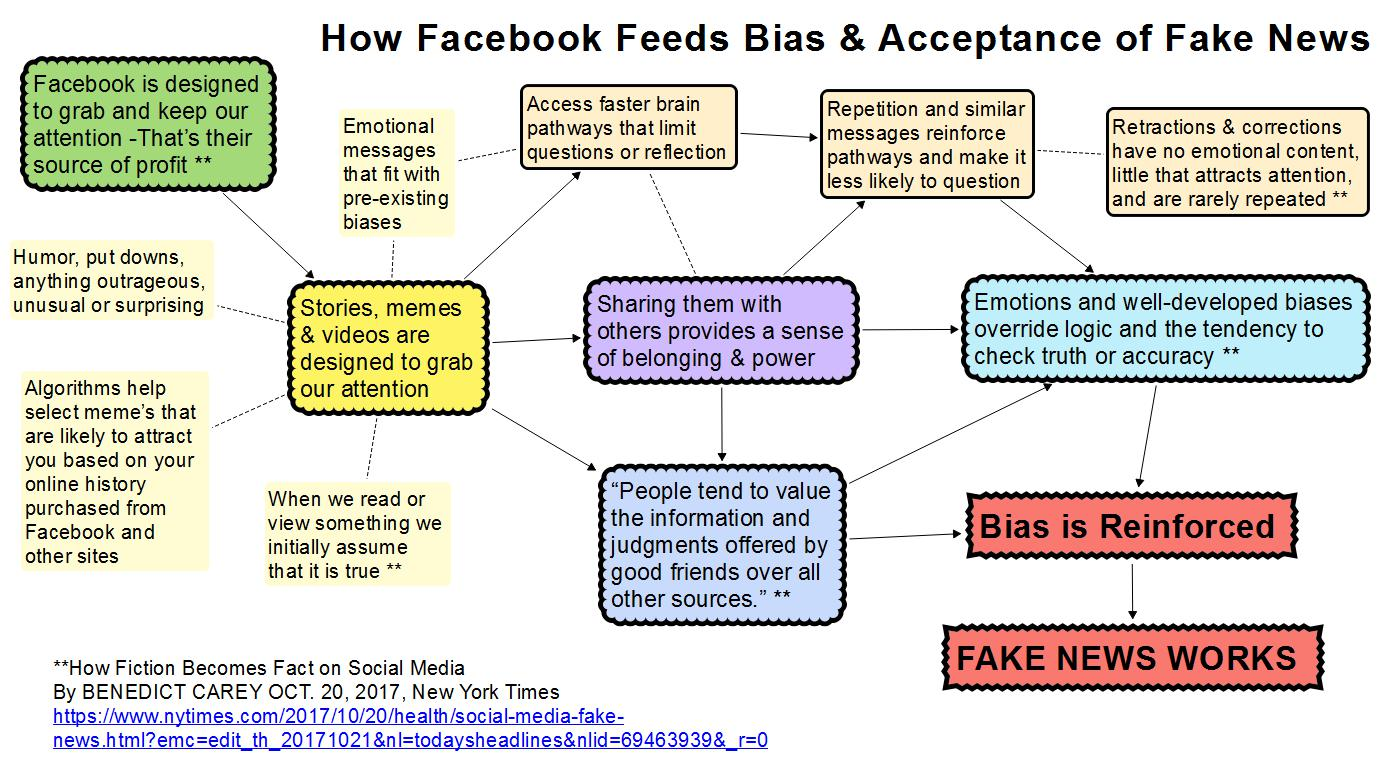 How Facebook Feeds Bias & Acceptance of Fake News
Facebook is designed
to grab and keep our
attention -That’s their
source of profit **
Emotional
messages
that fit with
pre-existing
biases
Access faster brain
pathways that limit
questions or reflection
Repetition and similar
messages reinforce
pathways and make it
less likely to question
Retractions & corrections
have no emotional content,
little that attracts attention,
and are rarely repeated **
Humor, put downs,
anything outrageous,
unusual or surprising
Stories, memes
& videos are
designed to grab
our attention
Sharing them with
others provides a sense
of belonging & power
Emotions and well-developed biases
override logic and the tendency to
check truth or accuracy **
Algorithms help
select meme’s that
are likely to attract
you based on your
online history
purchased from
Facebook and
other sites
When we read or
view something we
initially assume
that it is true **
“People tend to value
the information and
judgments offered by
good friends over all
other sources.” **
Bias is Reinforced
FAKE NEWS WORKS
**How Fiction Becomes Fact on Social Media
By BENEDICT CAREY OCT. 20, 2017, New York Times
https://www.nytimes.com/2017/10/20/health/social-media-fake-
news.html?emc=edit_th_20171021&nl=todaysheadlines&nlid=69463939&_r=0